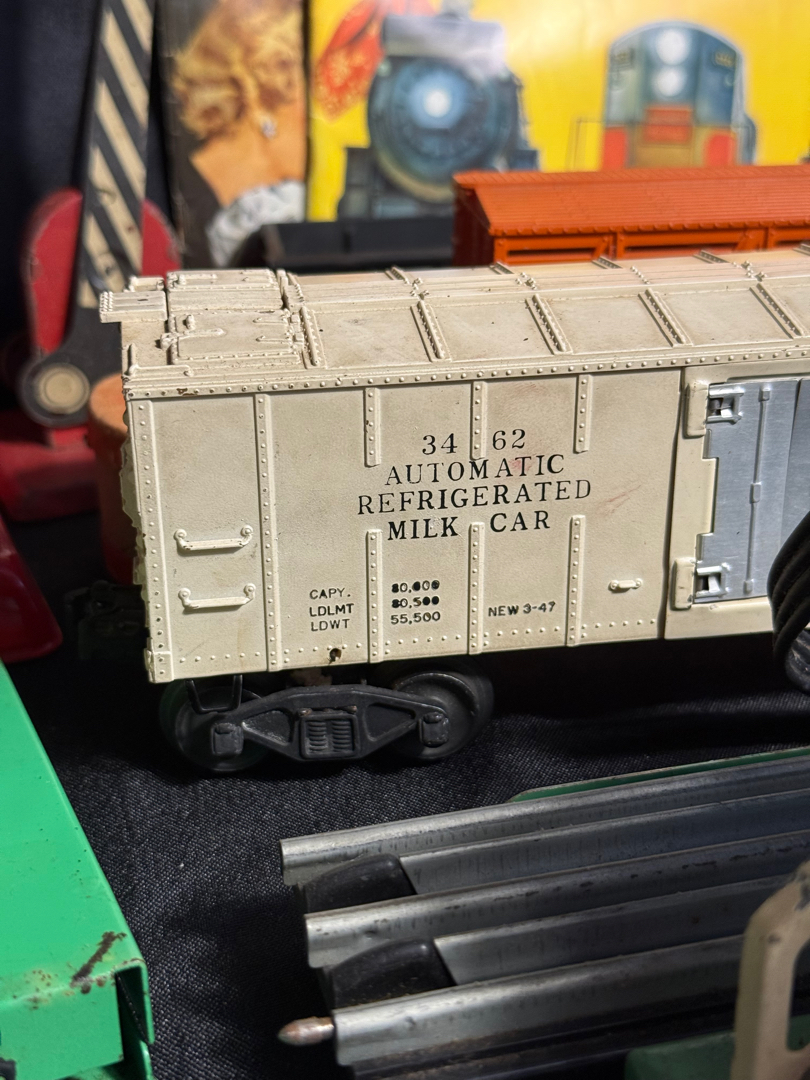 3462
AUTOMATIC
REFRIGERATED
MILK CAR
CAPY. 80,000
LDLMT 80,500
LDWT 55,500
NEW 3-47